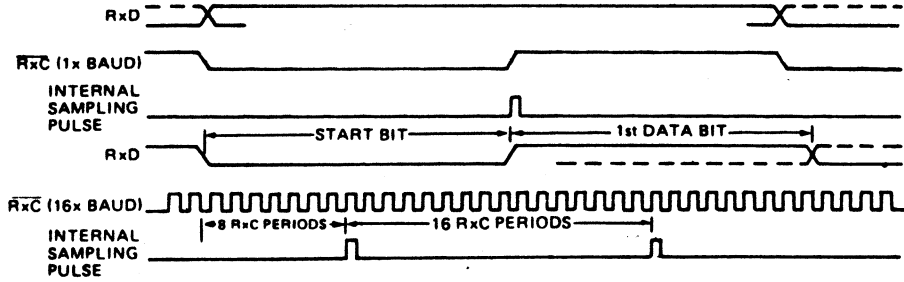 RxD
RxC (1x BAUD)
INTERNAL
SAMPLING
PULSE
START BIT
1st DATA BIT
RxD
RxC (16x BAUD)
8 RxC PERIODS
16 RxC PERIODS
INTERNAL
SAMPLING
PULSE